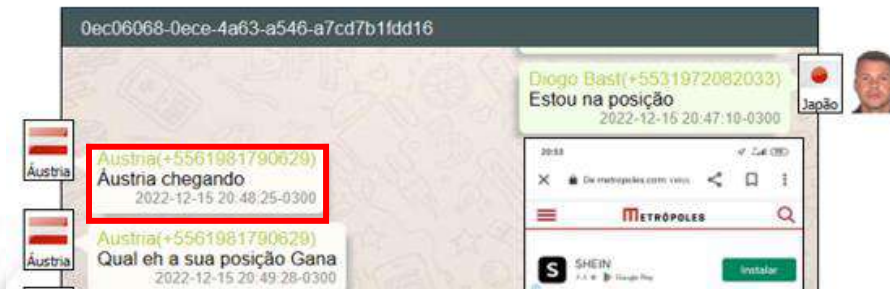 0ec06068-0ece-4a63-a546-a7cd7b1fdd16
Diogo Bast(+5531972082033)
Estou na posição
2022-12-15 20:47:10-0300
Japão
Áustria
Austria(+5561981790629)
Áustria chegando
2022-12-15 20:48:25-0300
20:53
METRÓPOLES
Áustria
Austria(+5561981790629)
Qual eh a sua posição Gana
2022-12-15 20:49:28-0300
S
SHEIN
Google Play
Instalar